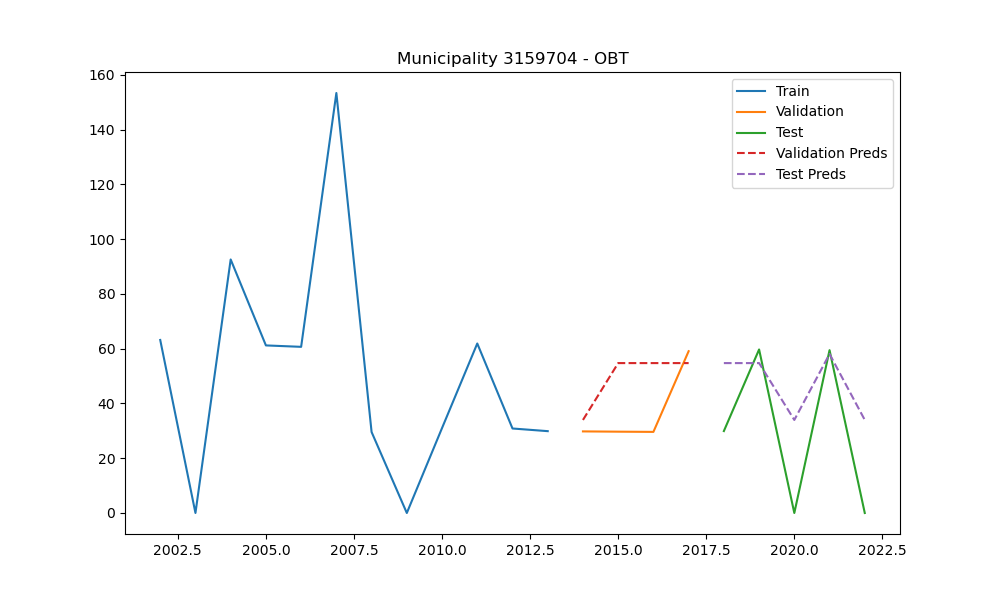 Municipality 3159704 - OBT
160
140
120
100
80
60
40
20
0
Train
Validation
Test
Validation Preds
Test Preds
2002.5 2005.0 2007.5 2010.0 2012.5 2015.0 2017.5 2020.0 2022.5